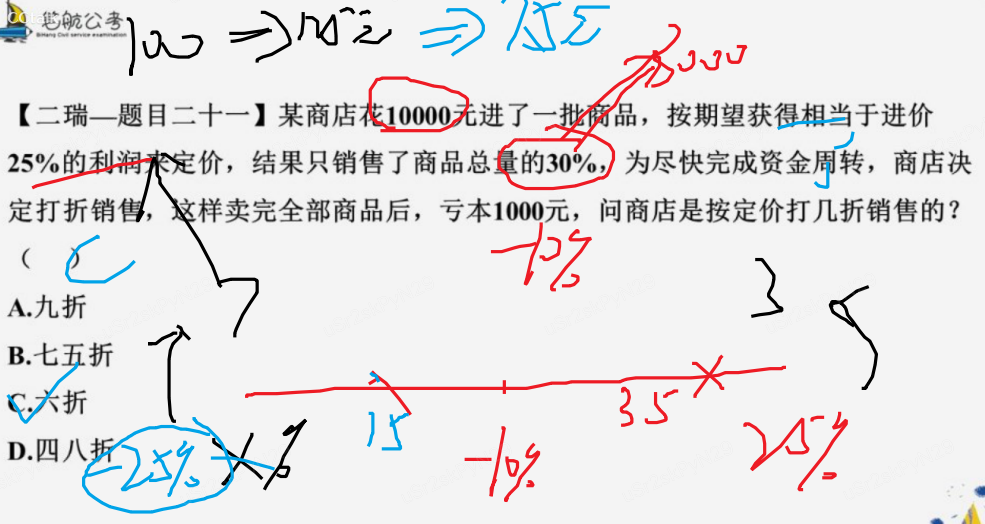 笔航公考
BiHang Civil service examination
100 ⇒ 125元 ⇒ 75元
3000
【二瑞—题目二十一】某商店花10000元进了一批商品，按期望获得相当于进价
25%的利润来定价，结果只销售了商品总量的30%，为尽快完成资金周转，商店决
定打折销售，这样卖完全部商品后，亏本1000元，问商店是按定价打几折销售的？
（ C ）
-10%
A.九折
3
7
B.七五折
C.六折
15
35
D.四八折
-25%
X%
-10%
25%